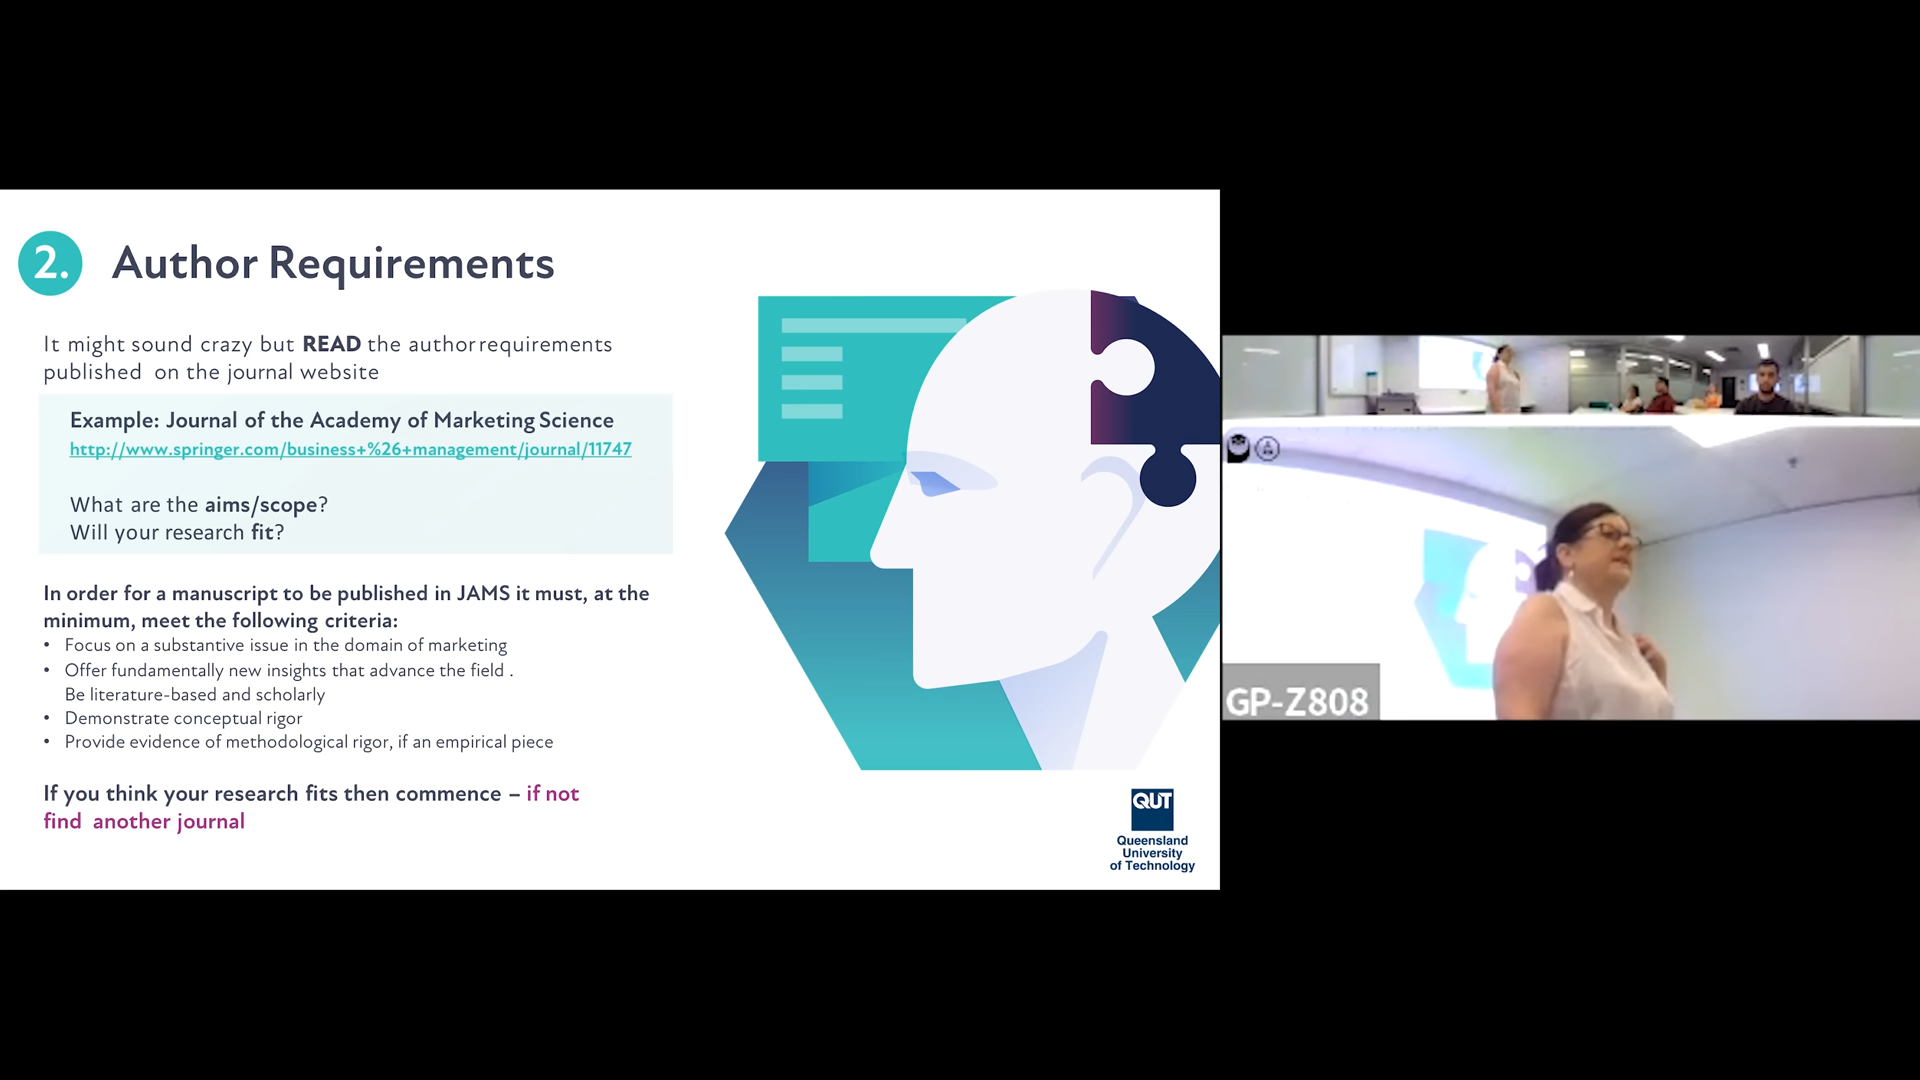 2. Author Requirements
It might sound crazy but READ the author requirements
published on the journal website
Example: Journal of the Academy of Marketing Science
http://www.springer.com/business+%26+management/journal/11747
What are the aims/scope?
Will your research fit?
In order for a manuscript to be published in JAMS it must, at the
minimum, meet the following criteria:
• Focus on a substantive issue in the domain of marketing
• Offer fundamentally new insights that advance the field .
Be literature-based and scholarly
• Demonstrate conceptual rigor
• Provide evidence of methodological rigor, if an empirical piece
If you think your research fits then commence – if not
find another journal
QUT
Queensland
University
of Technology
GP-Z808